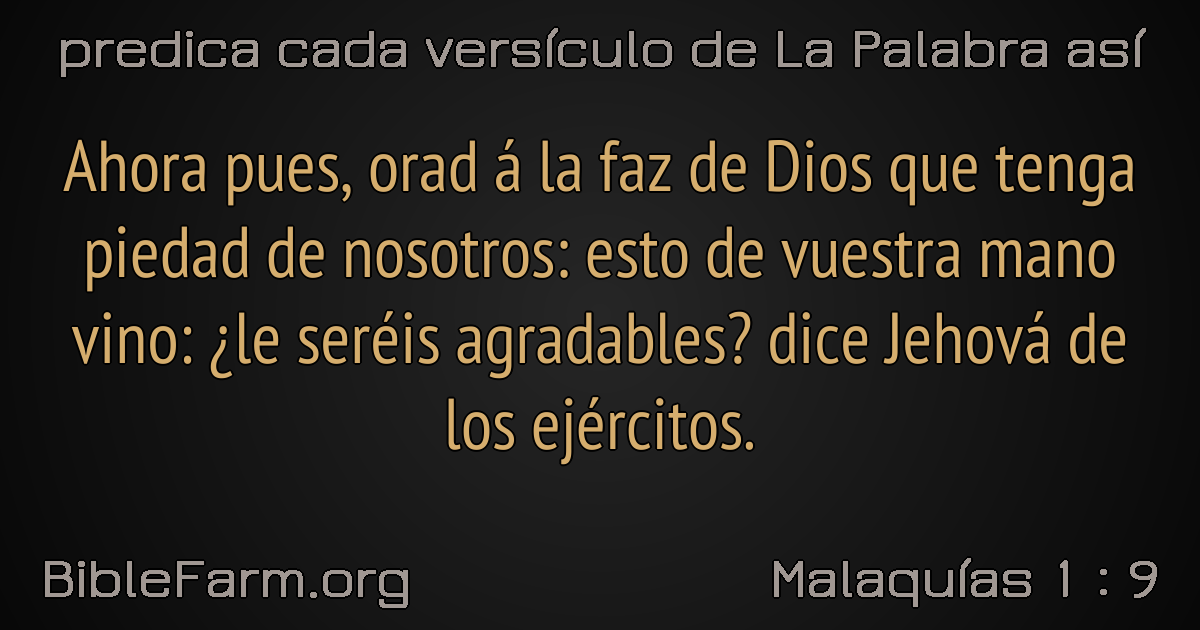 predica cada versículo de La Palabra así
Ahora pues, orad á la faz de Dios que tenga
piedad de nosotros: esto de vuestra mano
vino: ¿le seréis agradables? dice Jehová de
los ejércitos.
BibleFarm.org
Malaquías 1 : 9